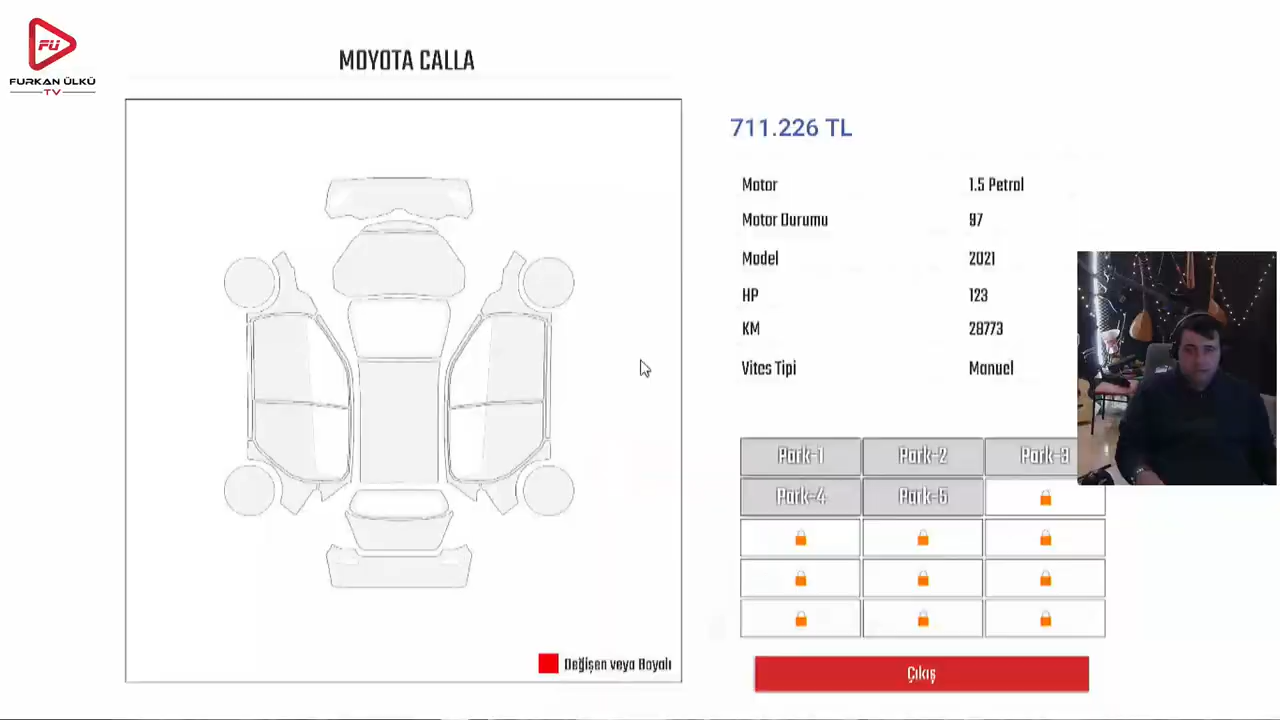 FÜ
FURKAN ÜLKÜ
TV
MOYOTA CALLA
711.226 TL
Motor 1.5 Petrol
Motor Durumu 97
Model 2021
HP 123
KM 28773
Vites Tipi Manuel
Park-1 Park-2 Park-3
Park-4 Park-5
Değişen veya Boyalı
Çıkış